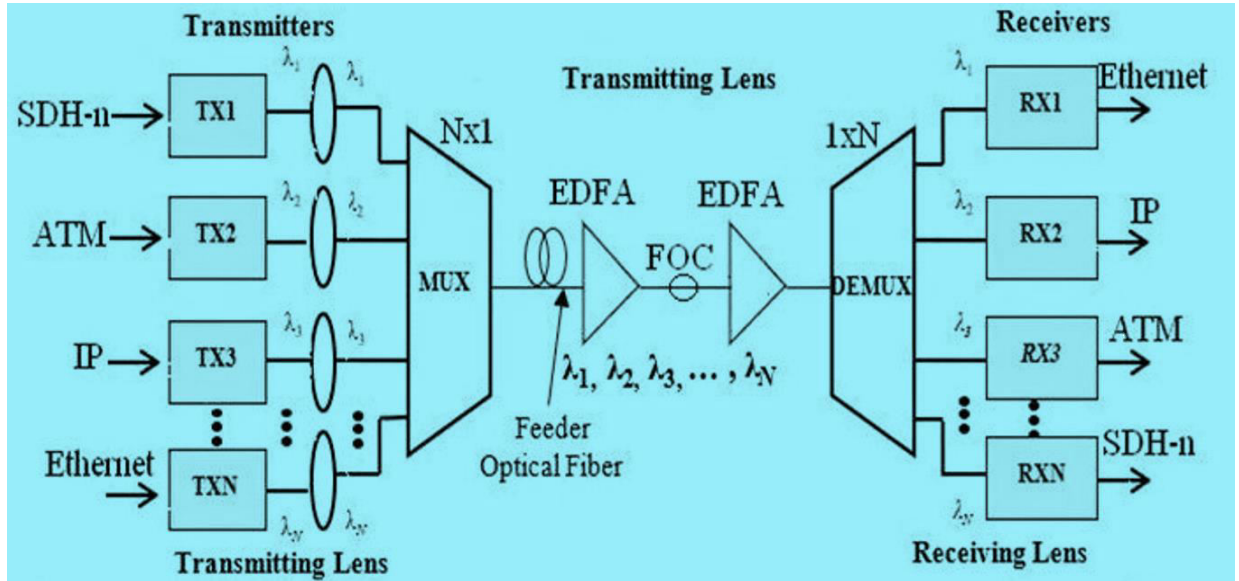 Transmitters
λ1
λ1
SDH-n
TX1
λ2
λ2
ATM
TX2
λ3
λ3
IP
TX3
Ethernet
TXN
λN
λN
Transmitting Lens
Nx1
MUX
Transmitting Lens
EDFA
EDFA
FOC
λ1, λ2, λ3, ... , λN
Feeder
Optical Fiber
1xN
DEMUX
Receivers
λ1
RX1
Ethernet
λ2
RX2
IP
λ3
RX3
ATM
RXN
SDH-n
λN
Receiving Lens